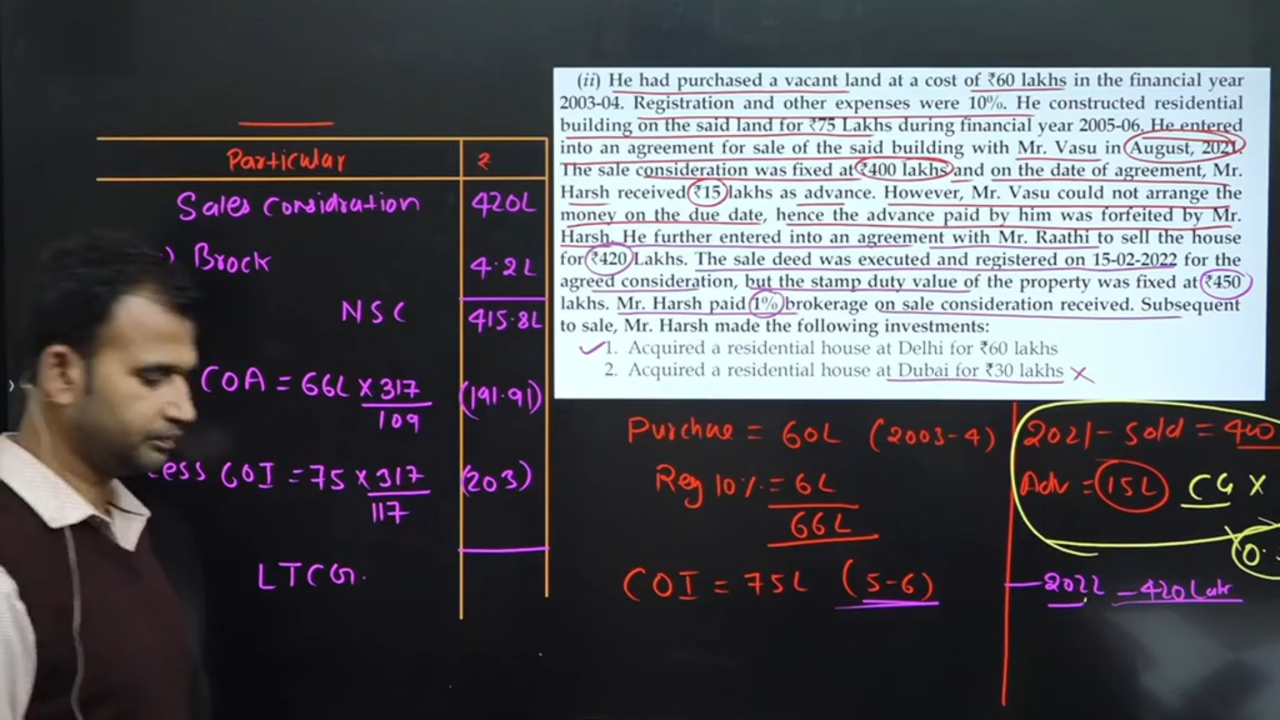 Particular ₹
Sales Considration 420L
Brock 4.2L
NSC 415.8L
COA = 66L × 317/109 (191.91)
ess COI = 75 × 317/117 (203)
LTCG.
(ii) He had purchased a vacant land at a cost of ₹60 lakhs in the financial year
2003-04. Registration and other expenses were 10%. He constructed residential
building on the said land for ₹75 Lakhs during financial year 2005-06. He entered
into an agreement for sale of the said building with Mr. Vasu in August, 2021.
The sale consideration was fixed at ₹400 lakhs and on the date of agreement, Mr.
Harsh received ₹15 lakhs as advance. However, Mr. Vasu could not arrange the
money on the due date, hence the advance paid by him was forfeited by Mr.
Harsh. He further entered into an agreement with Mr. Raathi to sell the house
for ₹420 Lakhs. The sale deed was executed and registered on 15-02-2022 for the
agreed consideration, but the stamp duty value of the property was fixed at ₹450
lakhs. Mr. Harsh paid 1% brokerage on sale consideration received. Subsequent
to sale, Mr. Harsh made the following investments:
1. Acquired a residential house at Delhi for ₹60 lakhs
2. Acquired a residential house at Dubai for ₹30 lakhs
Purchae = 60L (2003-4)
Reg 10% = 6L
66L
COI = 75L (5-6)
2021 - Sold = 400
Adv = 15L CG ×
2022 - 420 Lakr